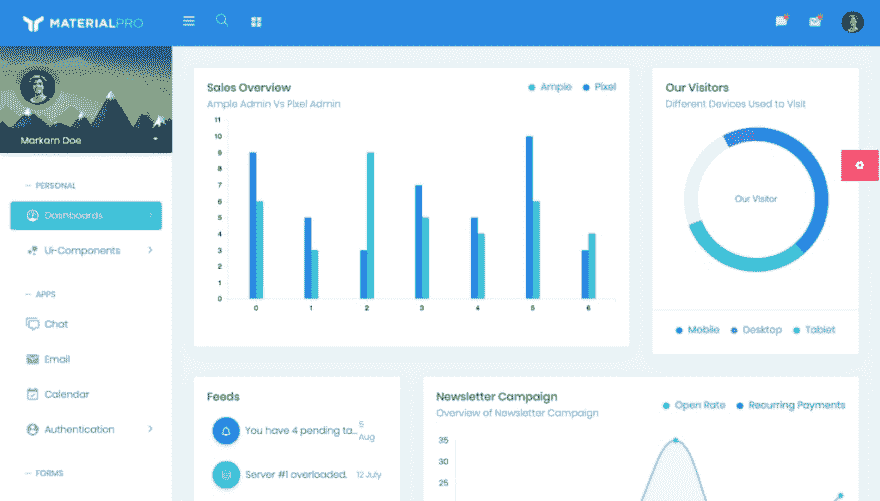 MATERIALPRO
Markarn Doe
PERSONAL
Dashboards
Ui-Components
APPS
Chat
Email
Calendar
Authentication
FORMS
Sales Overview
Ample Admin Vs Pixel Admin
Ample
Pixel
11
10
9
8
7
6
5
4
3
2
1
0
0 1 2 3 4 5 6
Our Visitors
Different Devices Used to Visit
Our Visitor
Mobile
Desktop
Tablet
Feeds
You have 4 pending ta...
5
Aug
Server #1 overloaded.
12 July
Newsletter Campaign
Overview of Newsletter Campaign
Open Rate
Recurring Payments
35
30
25